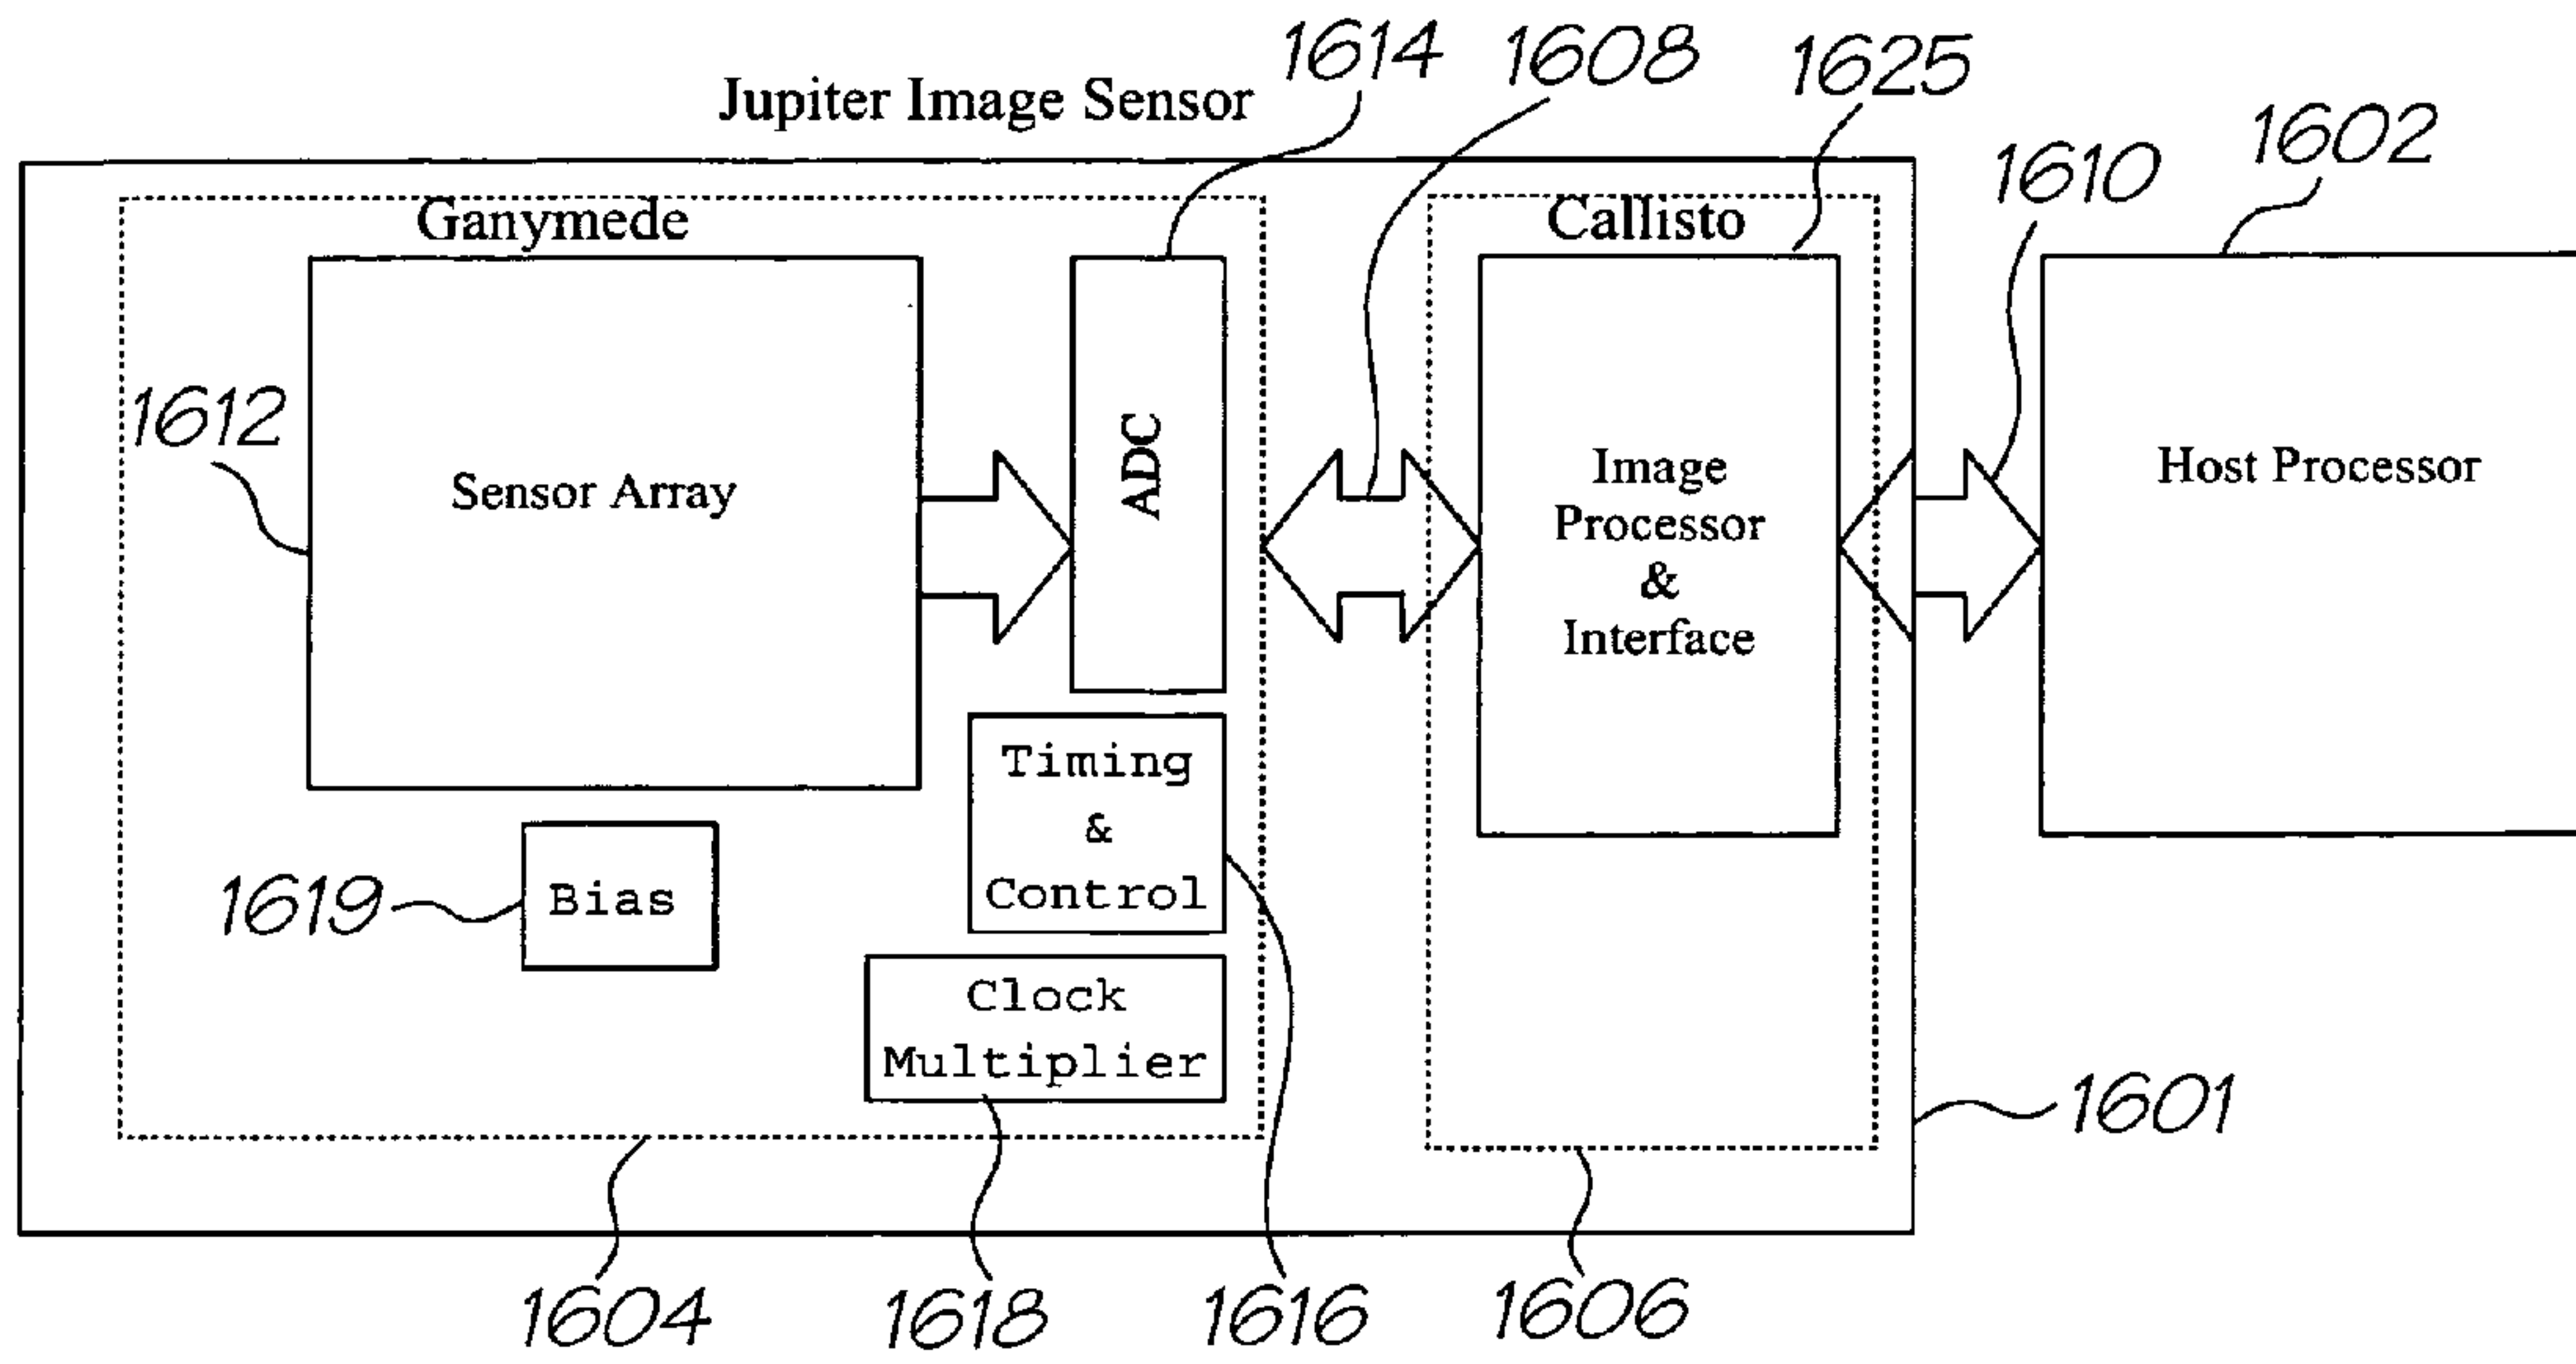 1614
1608
1625
Jupiter Image Sensor
1602
1610
Ganymede
Callisto
1612
Sensor Array
ADC
Image
Processor
&
Interface
Host Processor
Timing
&
Control
1619
Bias
Clock
Multiplier
1601
1604
1618
1616
1606